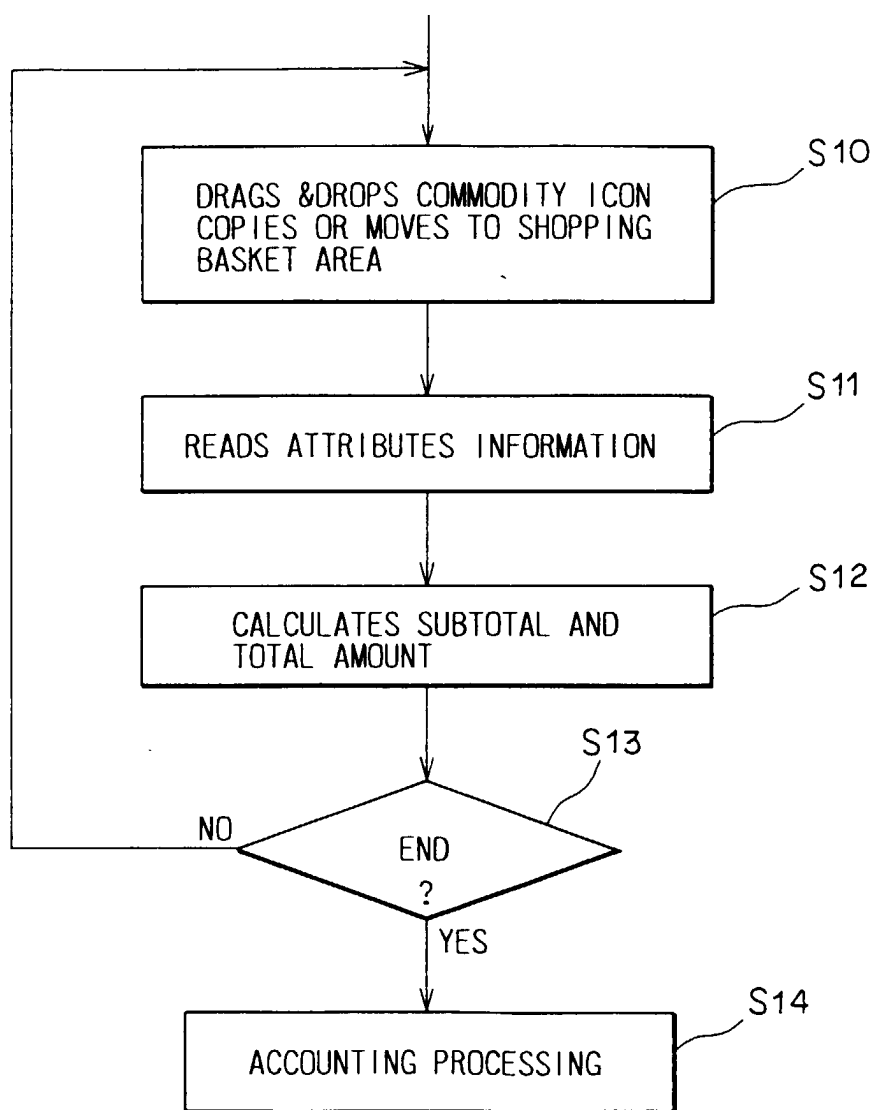 S10
DRAGS &DROPS COMMODITY ICON
COPIES OR MOVES TO SHOPPING
BASKET AREA
S11
READS ATTRIBUTES INFORMATION
S12
CALCULATES SUBTOTAL AND
TOTAL AMOUNT
S13
NO
END
?
YES
S14
ACCOUNTING PROCESSING